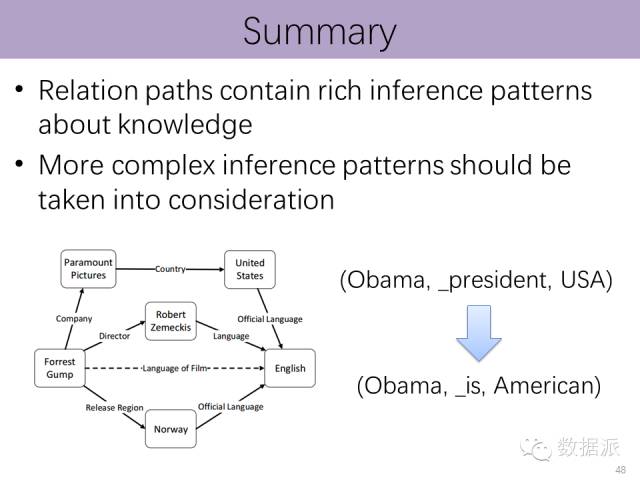 Summary
• Relation paths contain rich inference patterns
about knowledge
• More complex inference patterns should be
taken into consideration
Paramount
Pictures
Country
United
States
Company
Robert
Zemeckis
Official Language
Director
Language
Forrest
Gump
Language of Film
English
Release Region
Official Language
Norway
(Obama, _president, USA)
(Obama, _is, American)
数据派
48